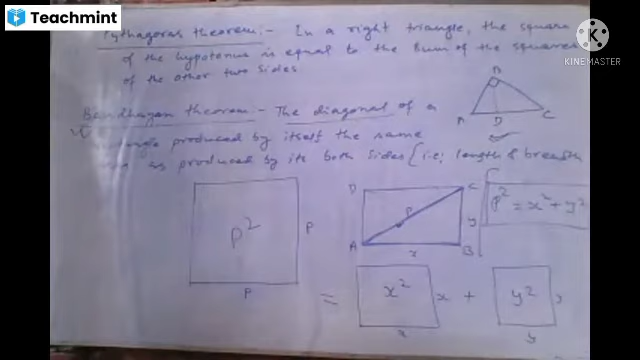 Teachmint
KINEMASTER
Pythagoras theorem:- In a right triangle, the square
of the hypotenus is equal to the sum of the squares
of the other two sides.
B
A D C
Baudhayan theorem - The diagonal of a
produced by itself the same
as produced by its both sides (i.e; length & breadth
D C
P
y
A x B
P² = x² + y²
P²
P
P
=
x²
x
x
+
y²
y
y